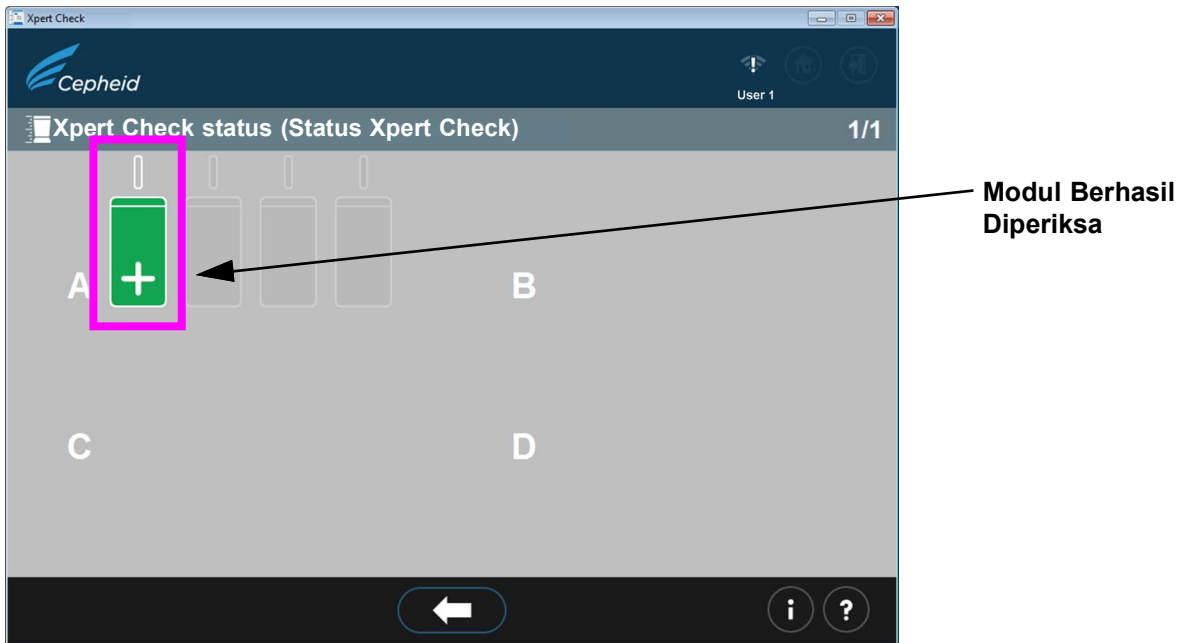 Xpert Check
Cepheid
User 1
Xpert Check status (Status Xpert Check)
1/1
A
B
C
D
i
?
Modul Berhasil
Diperiksa